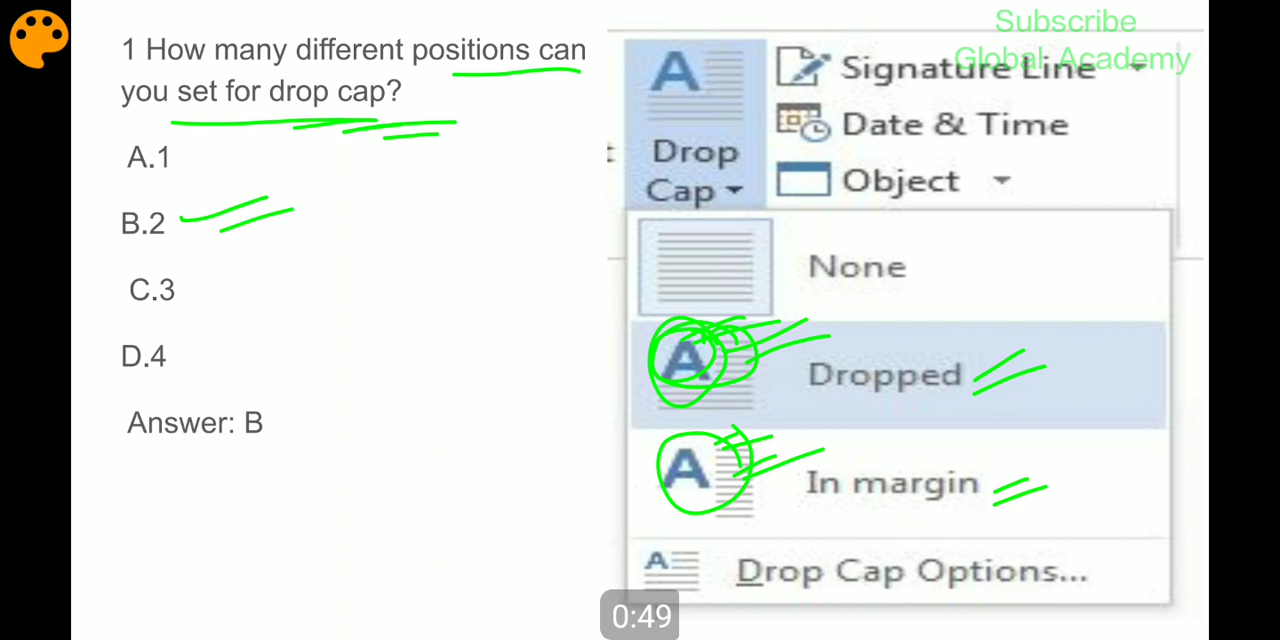 Subscribe
Global Academy
1 How many different positions can
you set for drop cap?
A.1
B.2
C.3
D.4
Answer: B
Signature Line
Date & Time
Object
Drop
Cap
None
Dropped
In margin
Drop Cap Options...
0:49